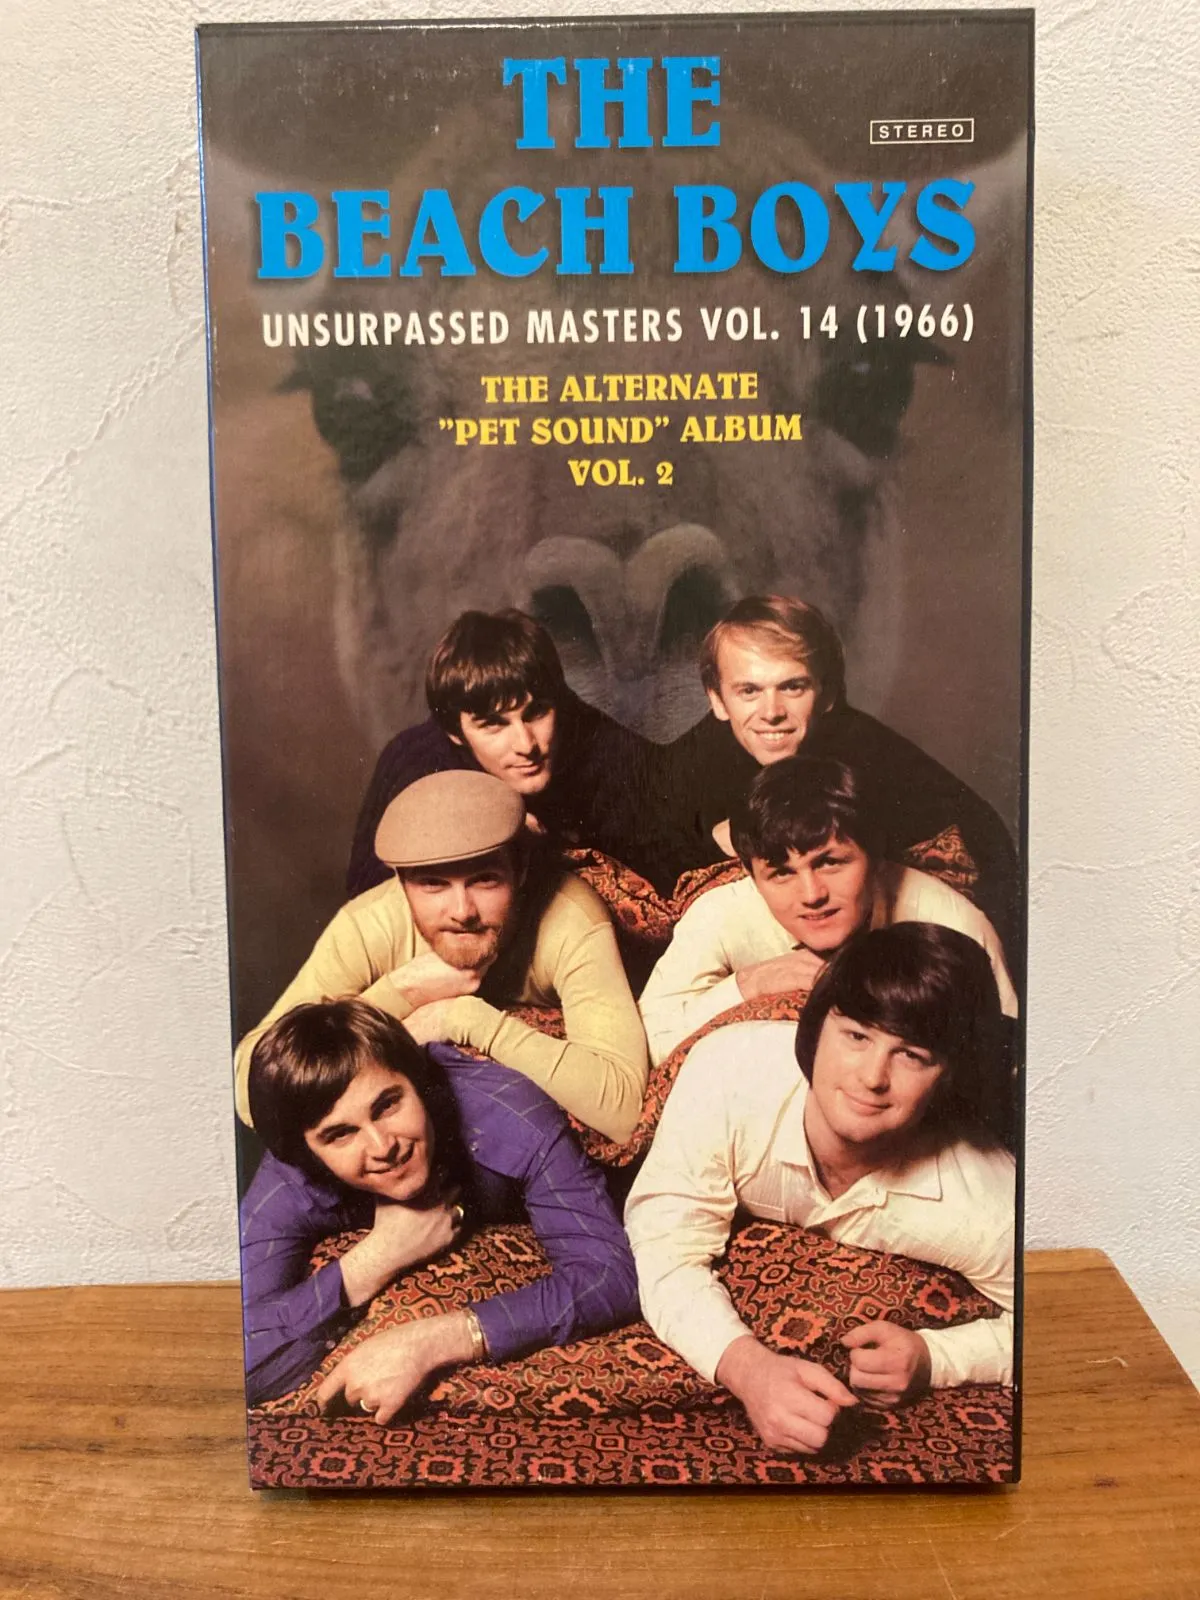 THE
STEREO
BEACH BOYS
UNSURPASSED MASTERS VOL. 14 (1966)
THE ALTERNATE
”PET SOUND” ALBUM
VOL. 2